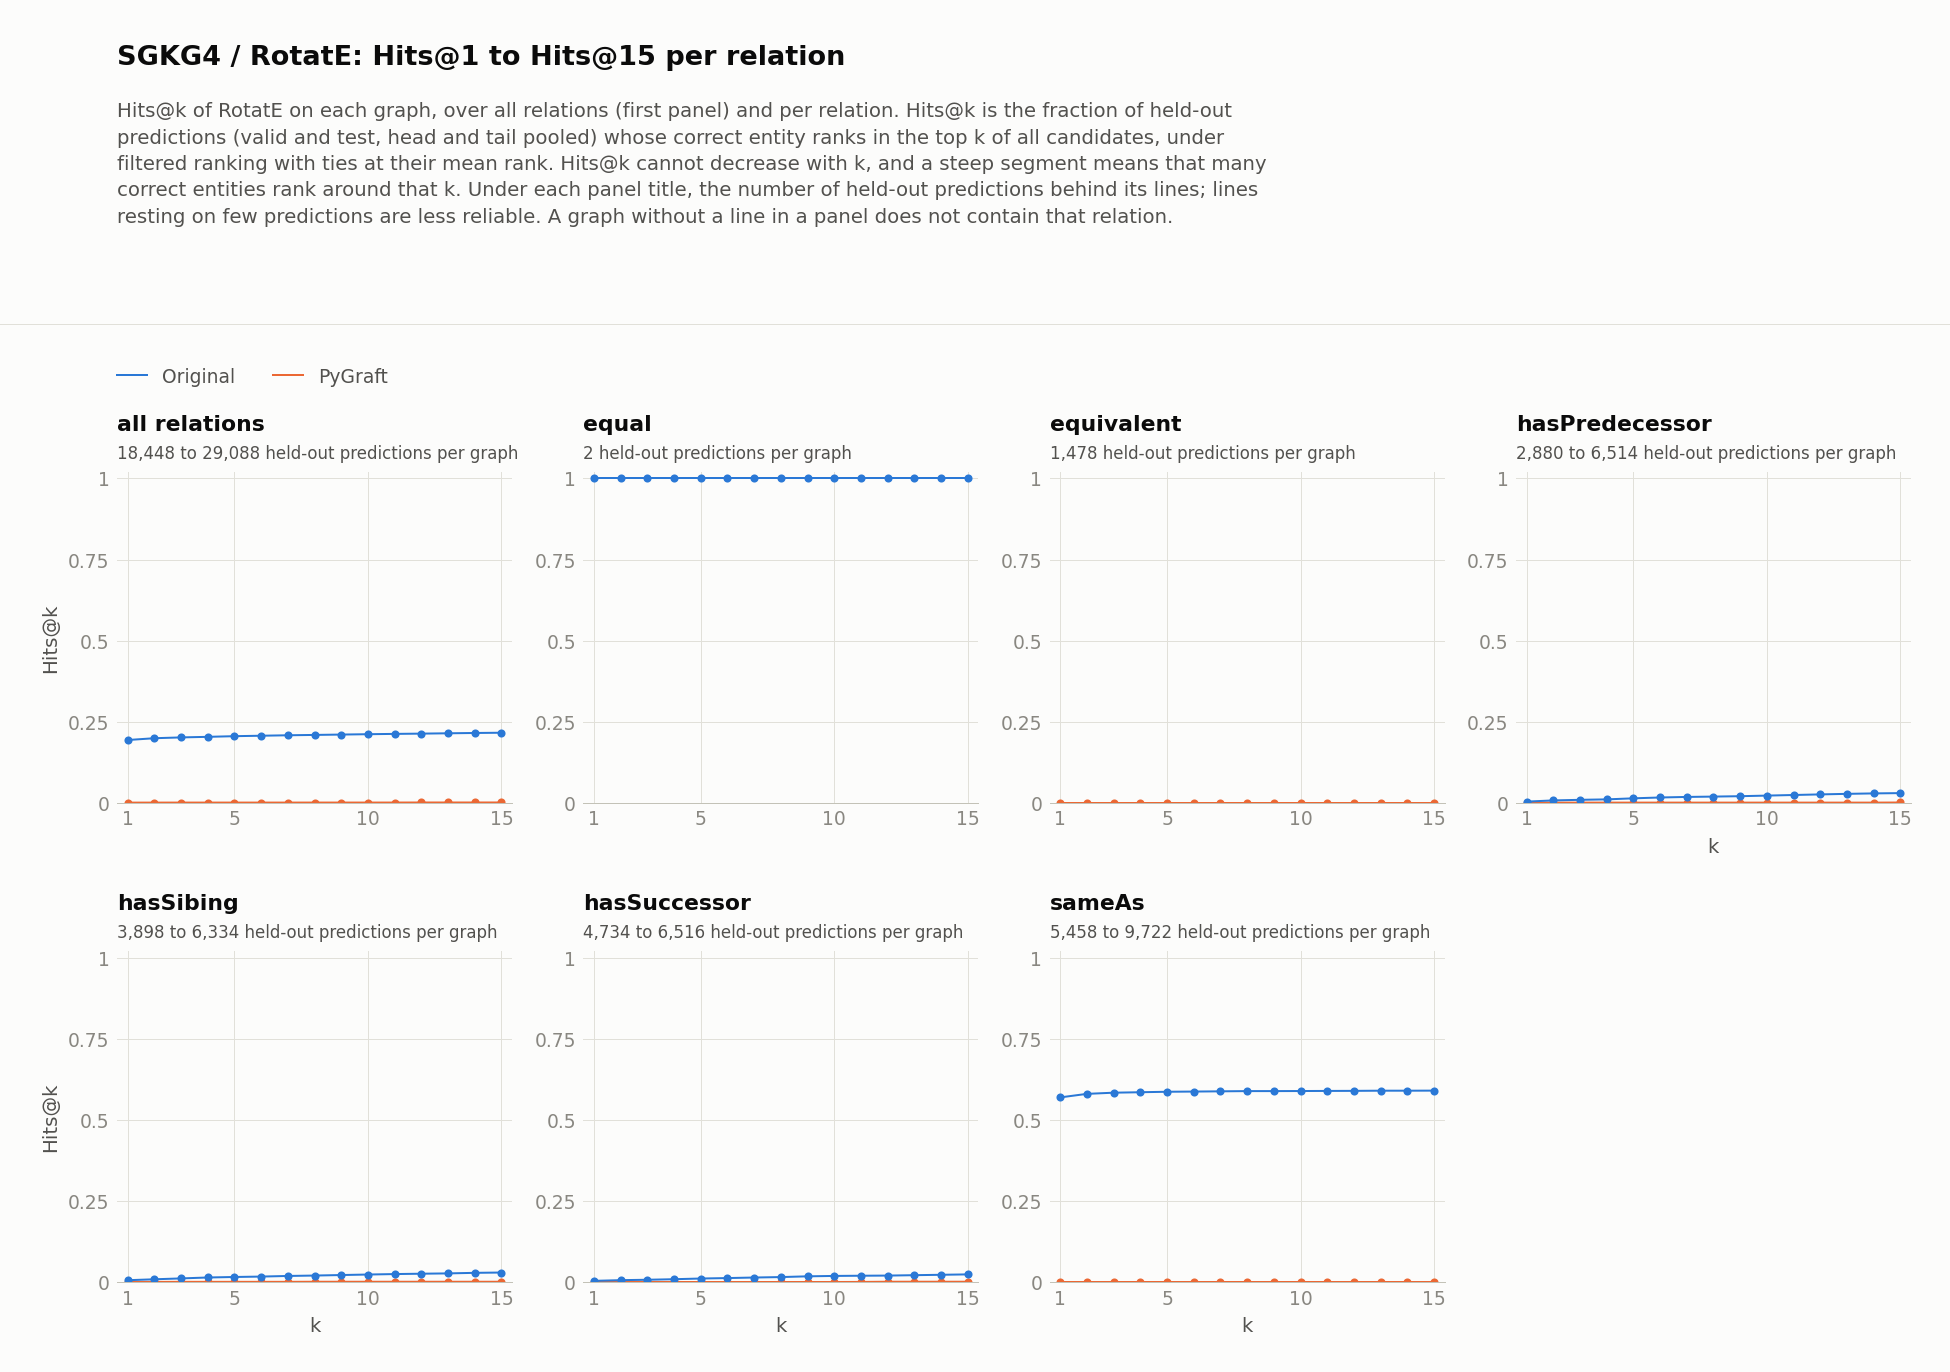 SGKG4 / RotatE: Hits@1 to Hits@15 per relation
Hits@k of RotatE on each graph, over all relations (first panel) and per relation. Hits@k is the fraction of held-out
predictions (valid and test, head and tail pooled) whose correct entity ranks in the top k of all candidates, under
filtered ranking with ties at their mean rank. Hits@k cannot decrease with k, and a steep segment means that many
correct entities rank around that k. Under each panel title, the number of held-out predictions behind its lines; lines
resting on few predictions are less reliable. A graph without a line in a panel does not contain that relation.
Original PyGraft
all relations
18,448 to 29,088 held-out predictions per graph
1
0.75
0.5
0.25
0
Hits@k
1 5 10 15
equal
2 held-out predictions per graph
1
0.75
0.5
0.25
0
1 5 10 15
equivalent
1,478 held-out predictions per graph
1
0.75
0.5
0.25
0
1 5 10 15
hasPredecessor
2,880 to 6,514 held-out predictions per graph
1
0.75
0.5
0.25
0
1 5 10 15
k
hasSibing
3,898 to 6,334 held-out predictions per graph
1
0.75
0.5
0.25
0
Hits@k
1 5 10 15
k
hasSuccessor
4,734 to 6,516 held-out predictions per graph
1
0.75
0.5
0.25
0
1 5 10 15
k
sameAs
5,458 to 9,722 held-out predictions per graph
1
0.75
0.5
0.25
0
1 5 10 15
k